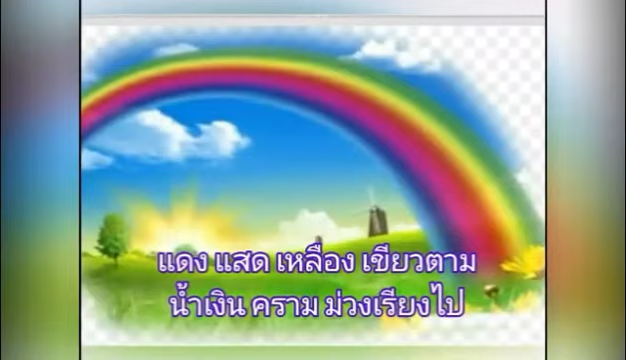 แดง แสด เหลือง เขียวตาม
น้ำเงิน คราม ม่วงเรียงไป